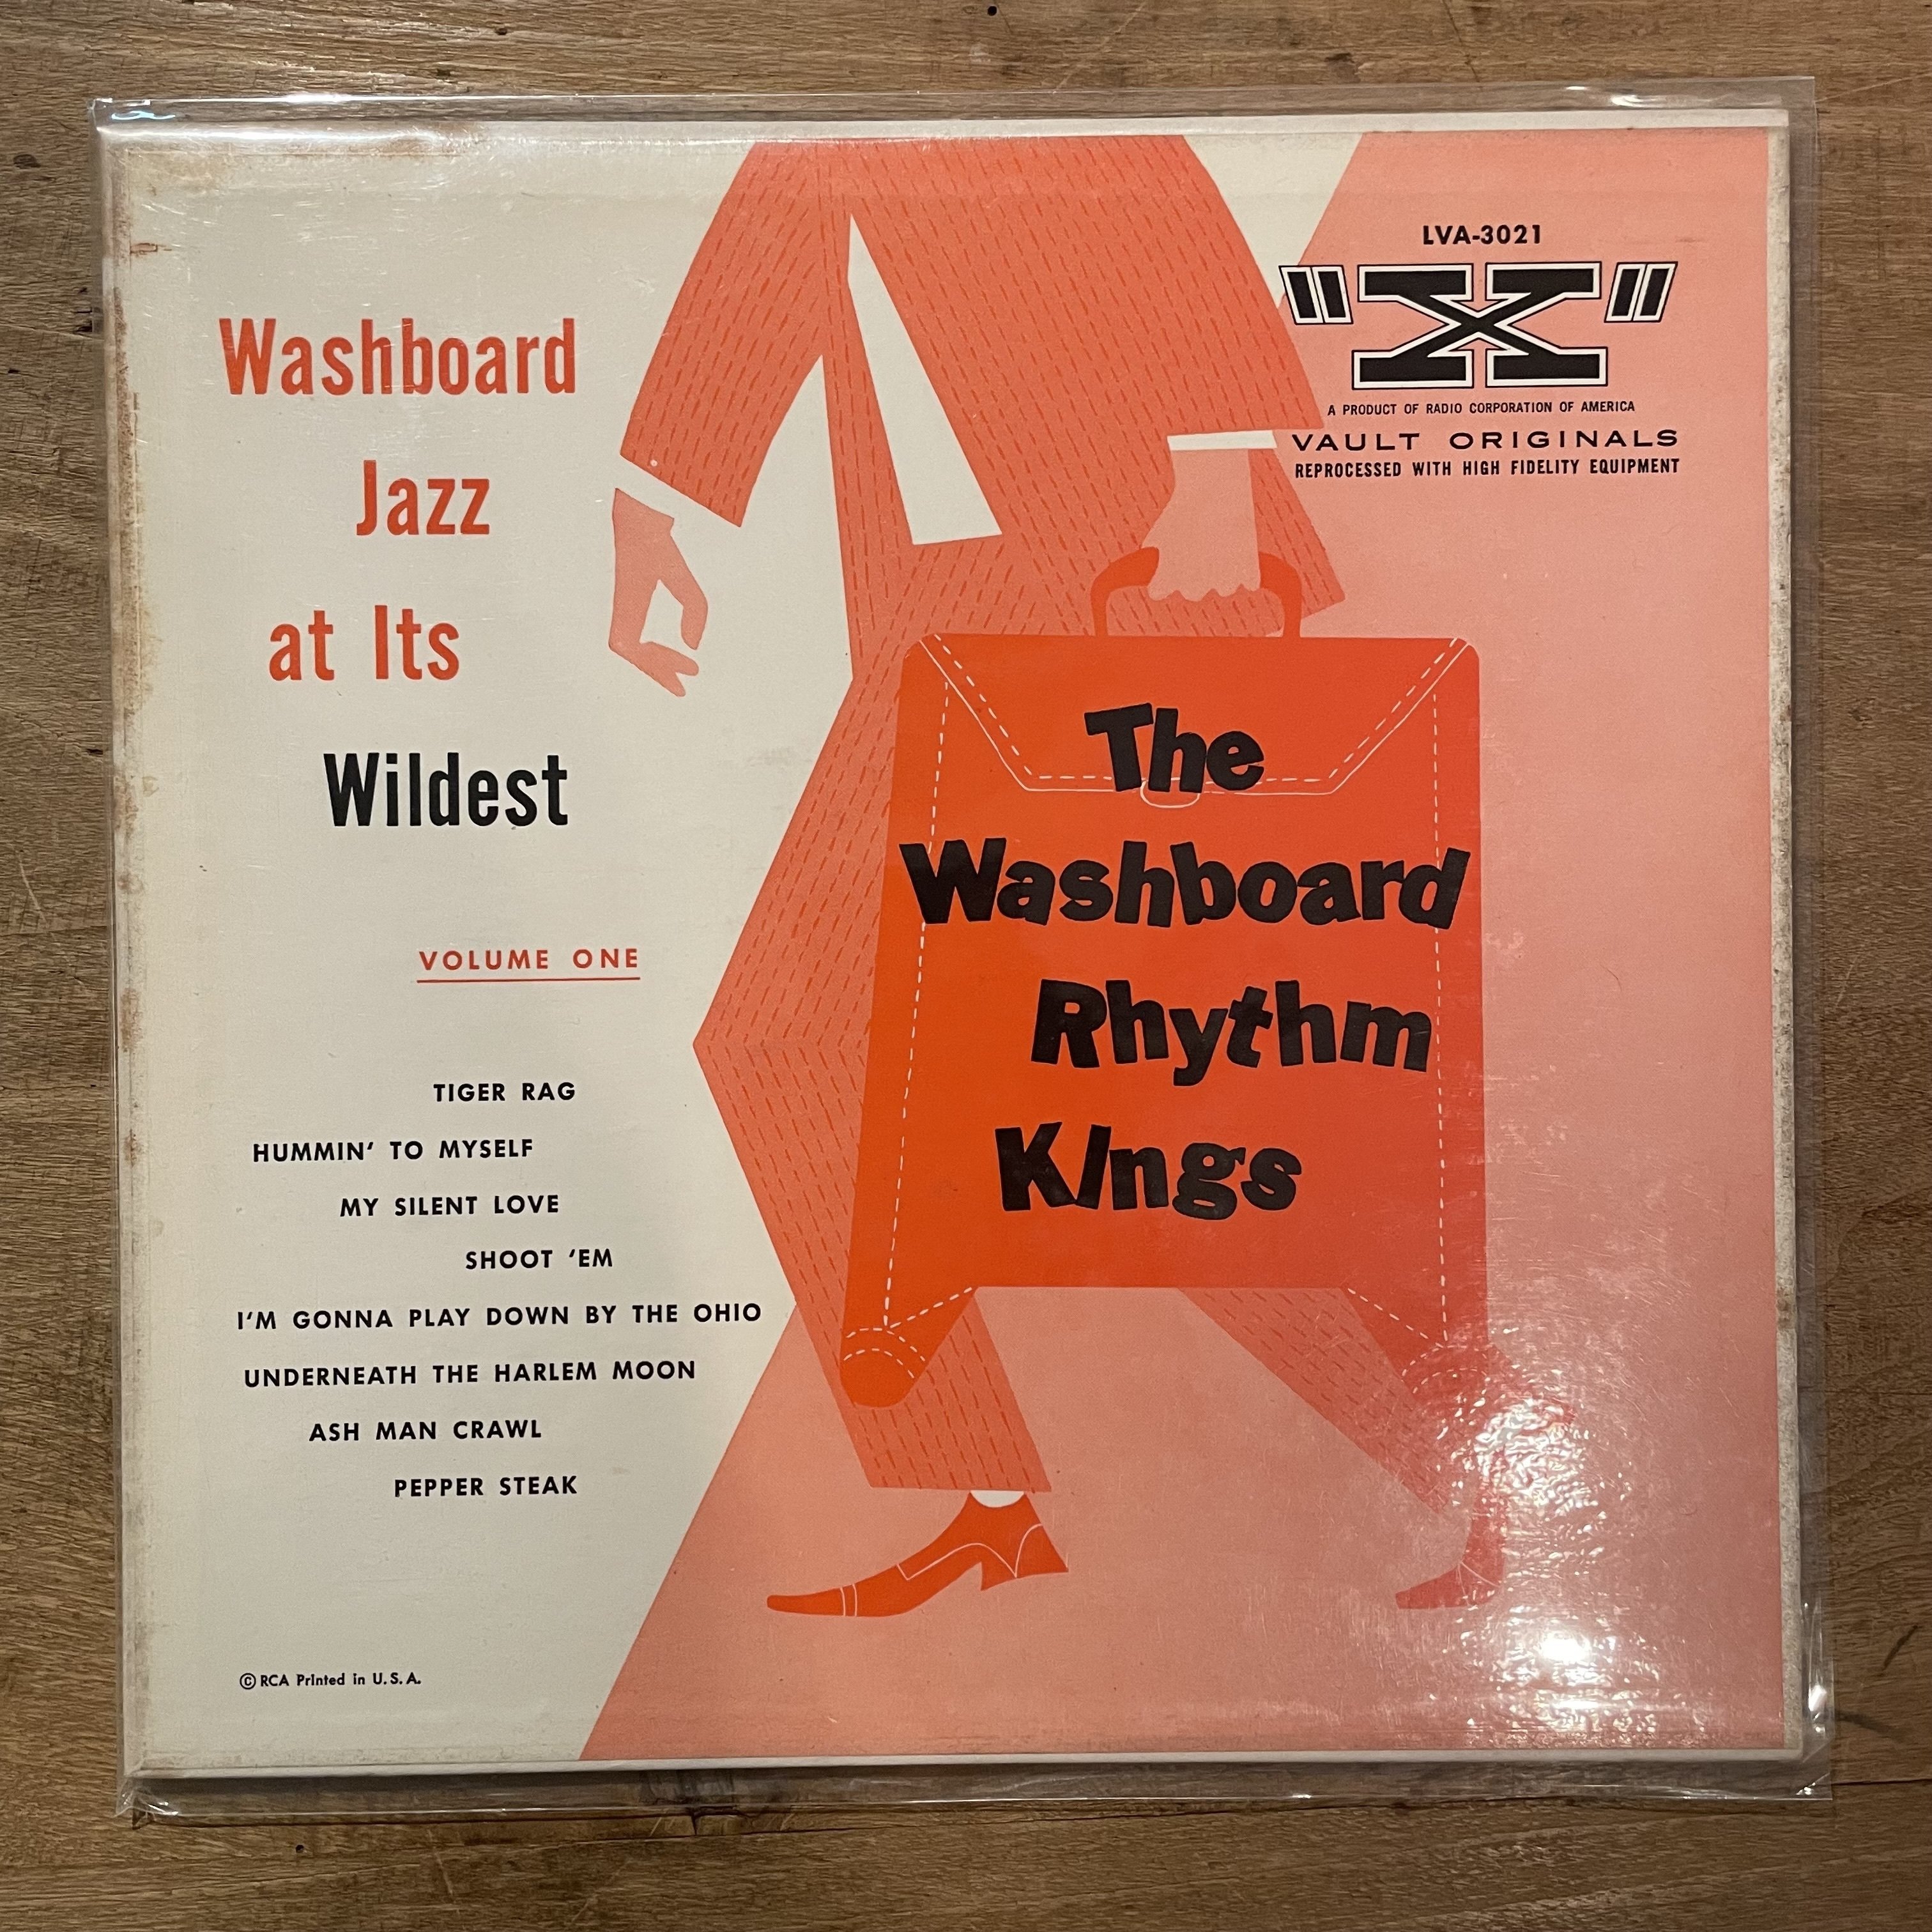 Washboard
Jazz
at Its
Wildest
VOLUME ONE
TIGER RAG
HUMMIN' TO MYSELF
MY SILENT LOVE
SHOOT 'EM
I'M GONNA PLAY DOWN BY THE OHIO
UNDERNEATH THE HARLEM MOON
ASH MAN CRAWL
PEPPER STEAK
© RCA Printed in U.S.A.
LVA-3021
"X"
A PRODUCT OF RADIO CORPORATION OF AMERICA
VAULT ORIGINALS
REPROCESSED WITH HIGH FIDELITY EQUIPMENT
The
Washboard
Rhythm
KIngs